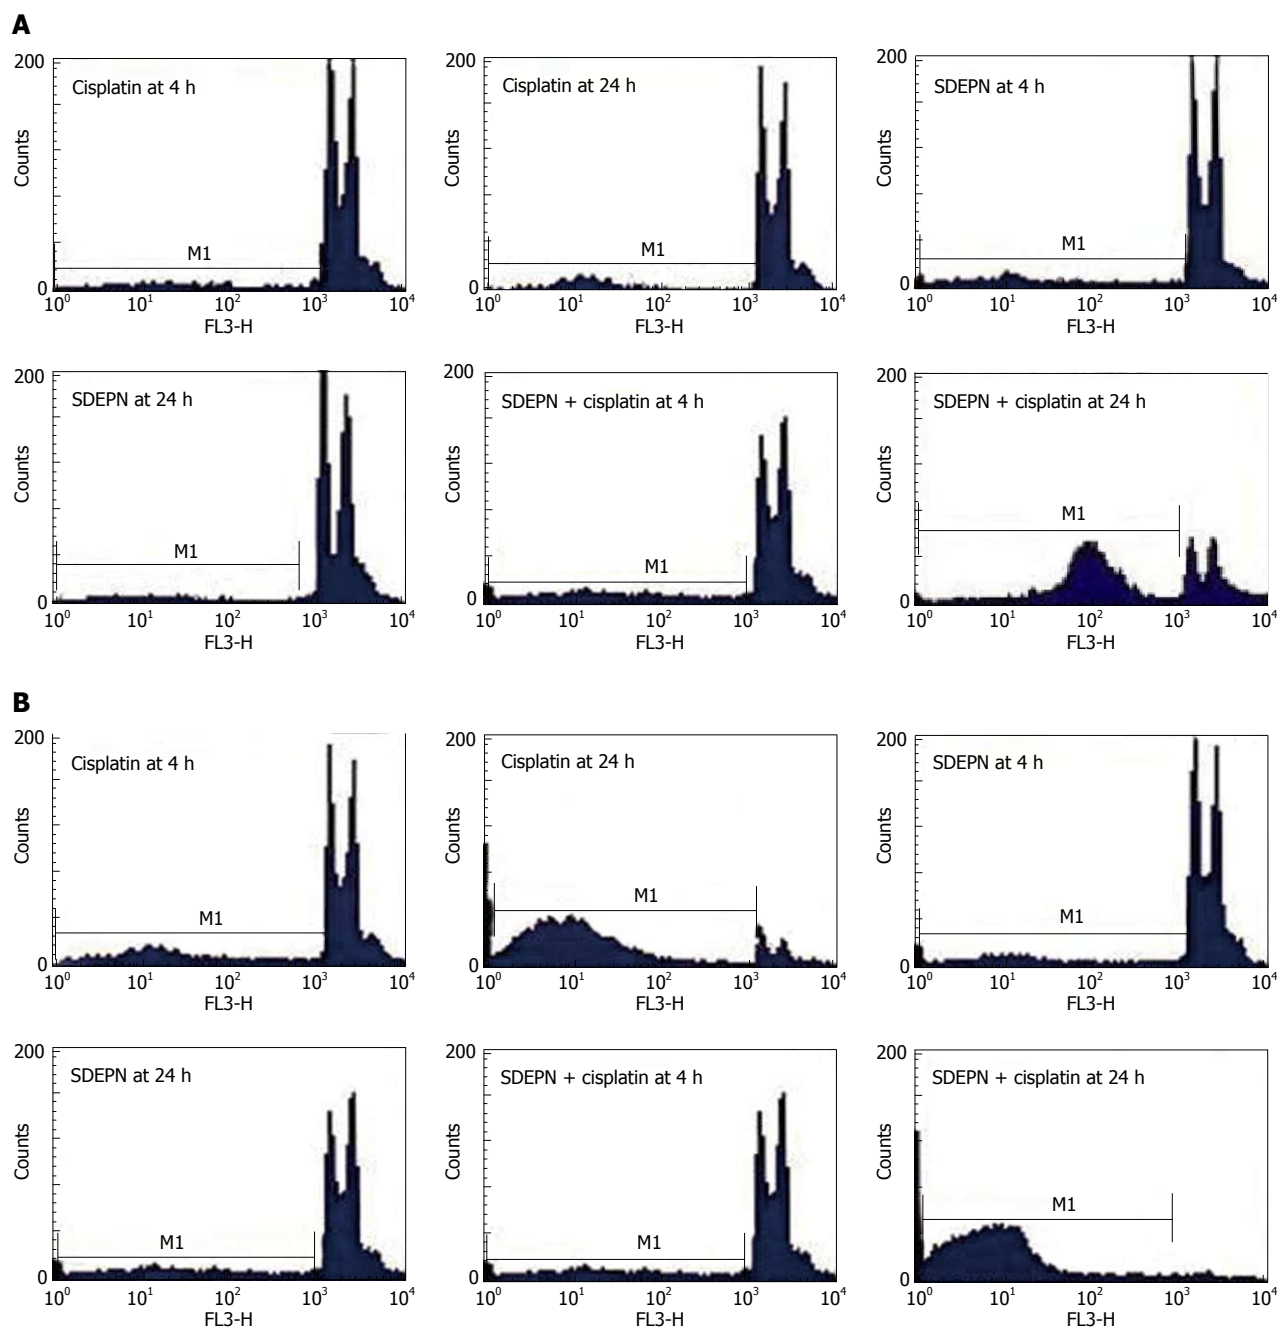 A
200
Cisplatin at 4 h
Counts
M1
0
10^0 10^1 10^2 10^3 10^4
FL3-H
200
Cisplatin at 24 h
Counts
M1
0
10^0 10^1 10^2 10^3 10^4
FL3-H
200
SDEPN at 4 h
Counts
M1
0
10^0 10^1 10^2 10^3 10^4
FL3-H
200
SDEPN at 24 h
Counts
M1
0
10^0 10^1 10^2 10^3 10^4
FL3-H
200
SDEPN + cisplatin at 4 h
Counts
M1
0
10^0 10^1 10^2 10^3 10^4
FL3-H
200
SDEPN + cisplatin at 24 h
Counts
M1
0
10^0 10^1 10^2 10^3 10^4
FL3-H
B
200
Cisplatin at 4 h
Counts
M1
0
10^0 10^1 10^2 10^3 10^4
FL3-H
200
Cisplatin at 24 h
Counts
M1
0
10^0 10^1 10^2 10^3 10^4
FL3-H
200
SDEPN at 4 h
Counts
M1
0
10^0 10^1 10^2 10^3 10^4
FL3-H
200
SDEPN at 24 h
Counts
M1
0
10^0 10^1 10^2 10^3 10^4
FL3-H
200
SDEPN + cisplatin at 4 h
Counts
M1
0
10^0 10^1 10^2 10^3 10^4
FL3-H
200
SDEPN + cisplatin at 24 h
Counts
M1
0
10^0 10^1 10^2 10^3 10^4
FL3-H